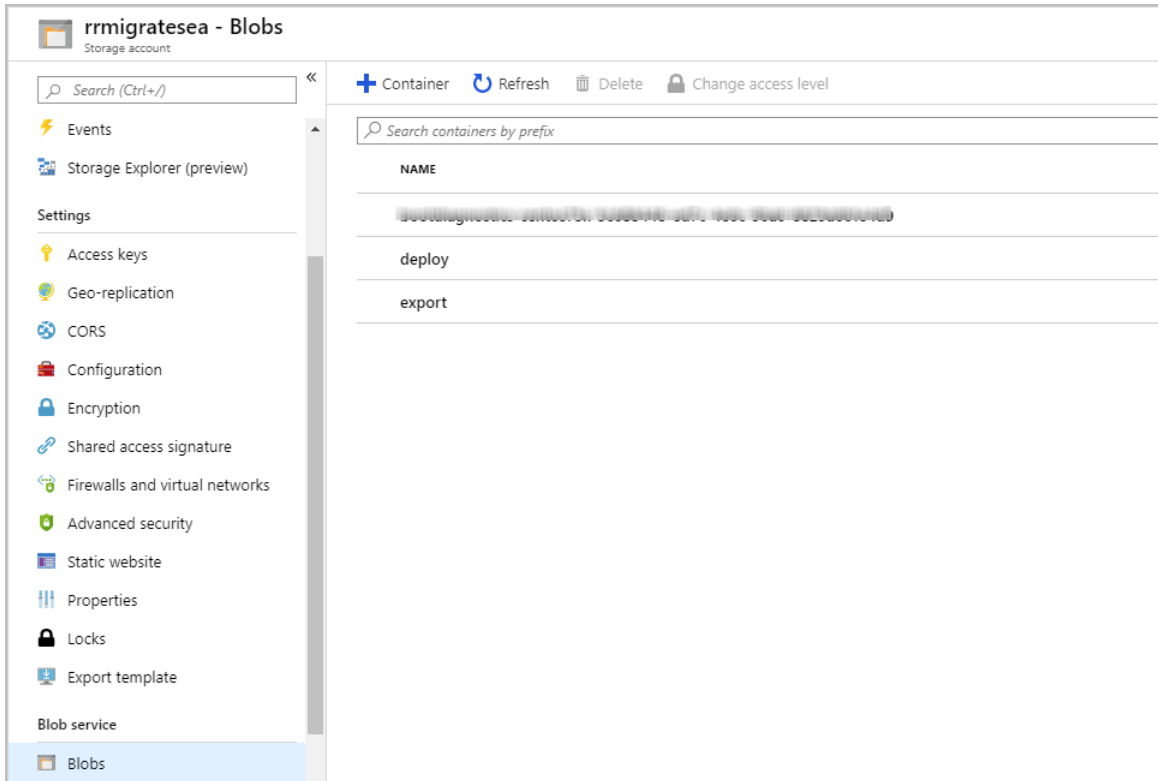 rrmigratesea - Blobs
Storage account
Search (Ctrl+/)
«
Container Refresh Delete Change access level
Events
Search containers by prefix
Storage Explorer (preview)
NAME
Settings
Access keys
deploy
Geo-replication
export
CORS
Configuration
Encryption
Shared access signature
Firewalls and virtual networks
Advanced security
Static website
Properties
Locks
Export template
Blob service
Blobs